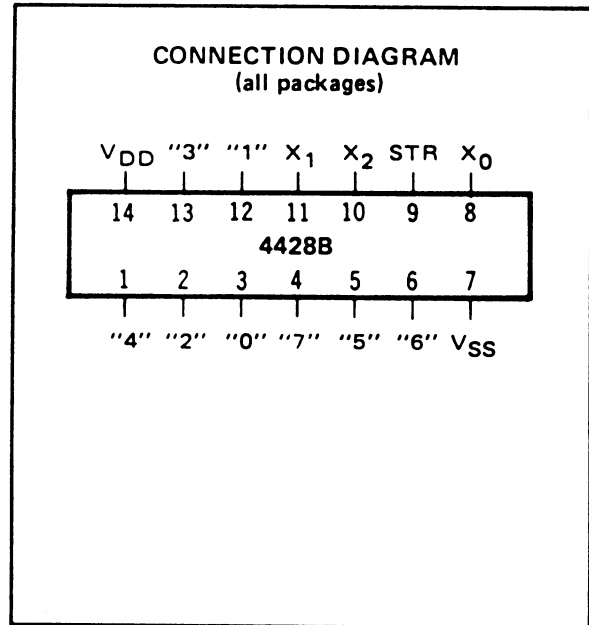 CONNECTION DIAGRAM
(all packages)
VDD "3" "1" X1 X2 STR X0
14 13 12 11 10 9 8
4428B
1 2 3 4 5 6 7
"4" "2" "0" "7" "5" "6" VSS